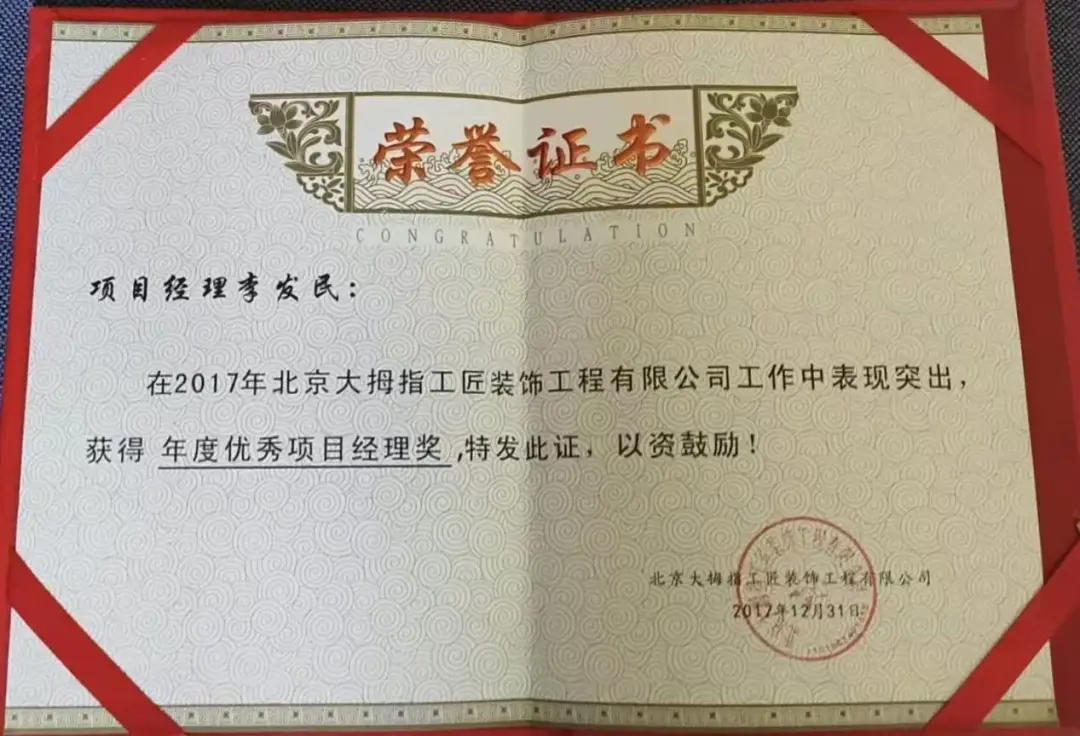 荣誉证书
CONGRATULATION
项目经理李发民：
在2017年北京大拇指工匠装饰工程有限公司工作中表现突出，
获得 年度优秀项目经理奖,特发此证，以资鼓励！
北京大拇指工匠装饰工程有限公司
2017年12月31日